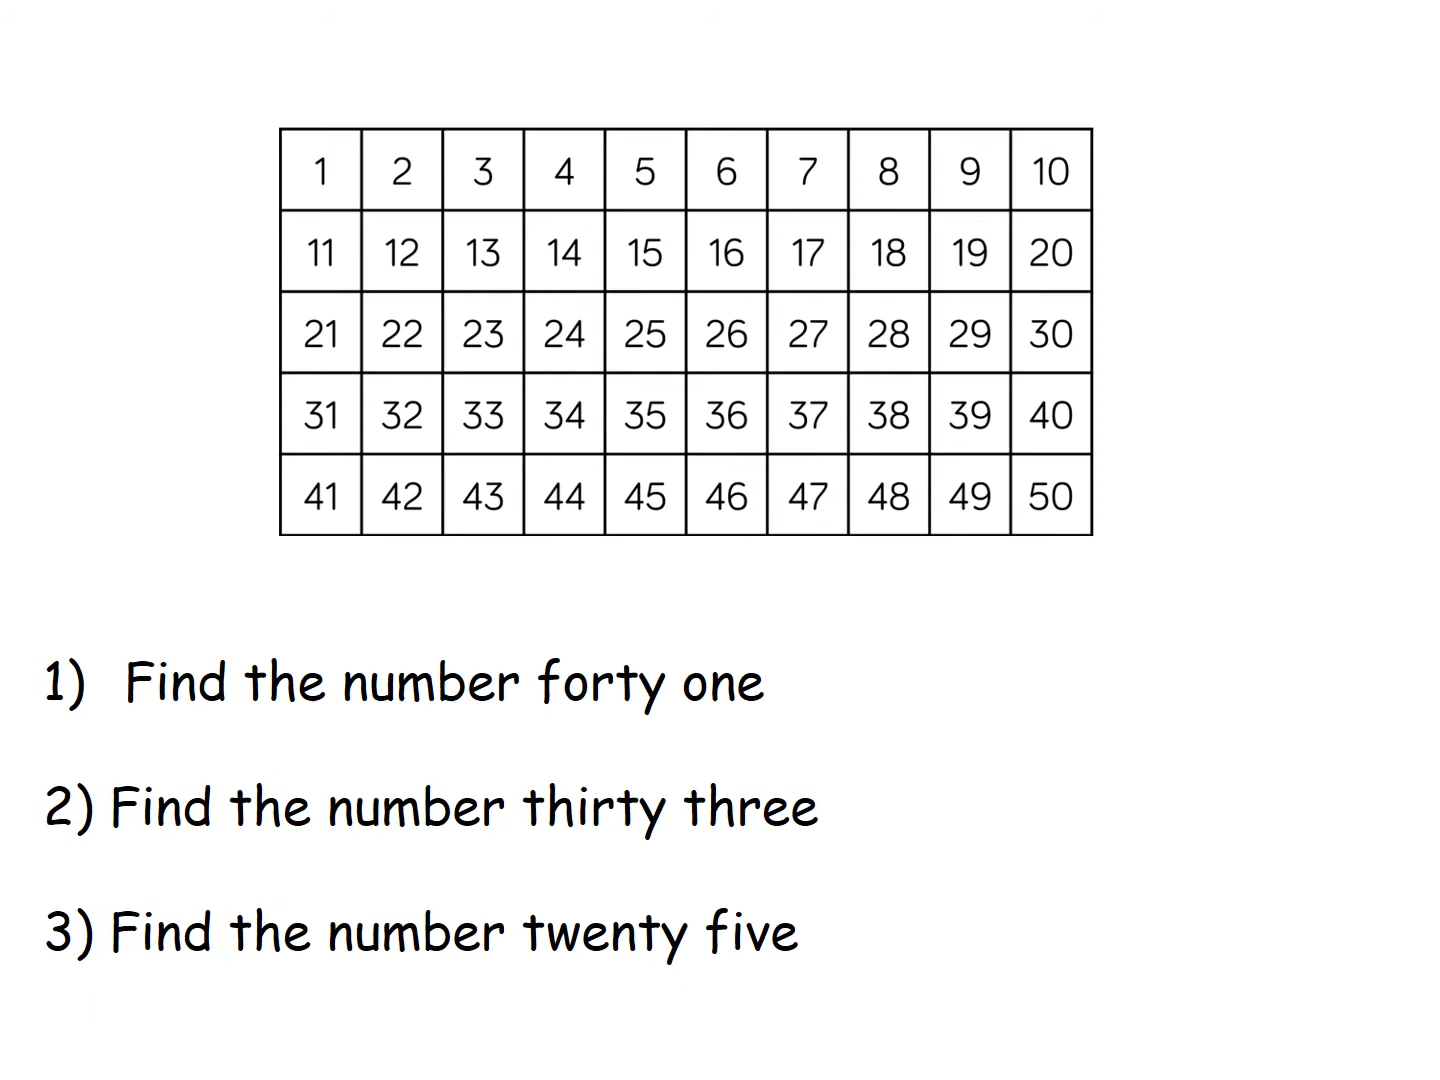 1 2 3 4 5 6 7 8 9 10
11 12 13 14 15 16 17 18 19 20
21 22 23 24 25 26 27 28 29 30
31 32 33 34 35 36 37 38 39 40
41 42 43 44 45 46 47 48 49 50
1) Find the number forty one
2) Find the number thirty three
3) Find the number twenty five